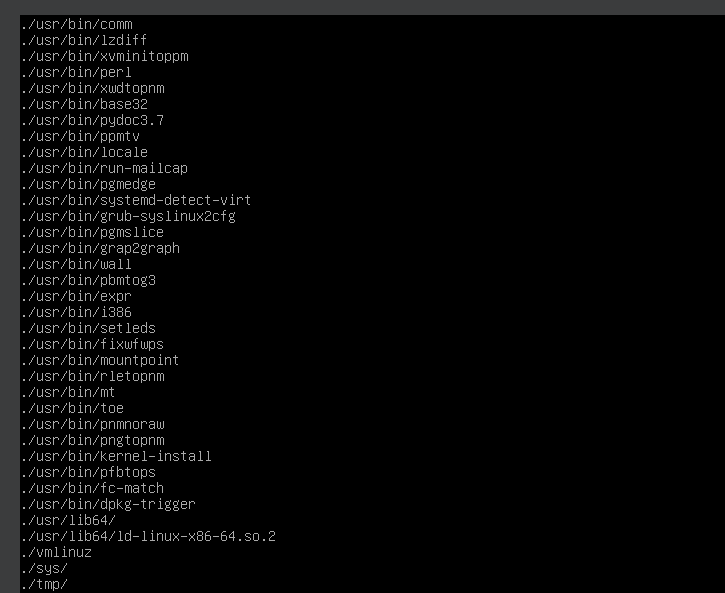 ./usr/bin/comm
./usr/bin/lzdiff
./usr/bin/xvminitoppm
./usr/bin/perl
./usr/bin/xwdtopnm
./usr/bin/base32
./usr/bin/pydoc3.7
./usr/bin/ppmtv
./usr/bin/locale
./usr/bin/run-mailcap
./usr/bin/pgmedge
./usr/bin/systemd-detect-virt
./usr/bin/grub-syslinux2cfg
./usr/bin/pgmslice
./usr/bin/grap2graph
./usr/bin/wall
./usr/bin/pbmtog3
./usr/bin/expr
./usr/bin/i386
./usr/bin/setleds
./usr/bin/fixwfwps
./usr/bin/mountpoint
./usr/bin/rletopnm
./usr/bin/mt
./usr/bin/toe
./usr/bin/pnmnoraw
./usr/bin/pngtopnm
./usr/bin/kernel-install
./usr/bin/pfbtops
./usr/bin/fc-match
./usr/bin/dpkg-trigger
./usr/lib64/
./usr/lib64/ld-linux-x86-64.so.2
./vmlinuz
./sys/
./tmp/